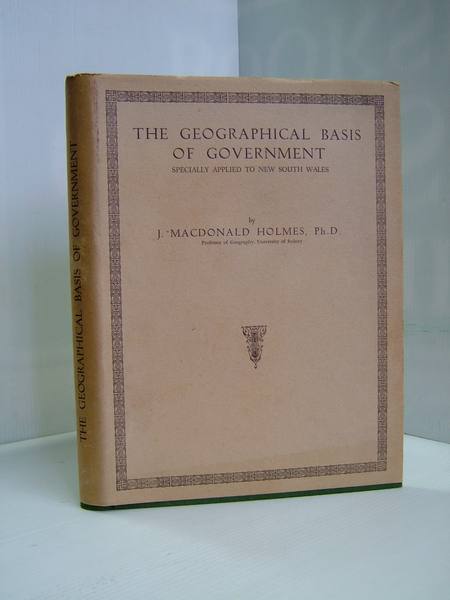 THE GEOGRAPHICAL BASIS
OF GOVERNMENT
SPECIALLY APPLIED TO NEW SOUTH WALES
by
J. MACDONALD HOLMES, Ph.D.
Professor of Geography, University of Sydney
THE GEOGRAPHICAL BASIS OF GOVERNMENT